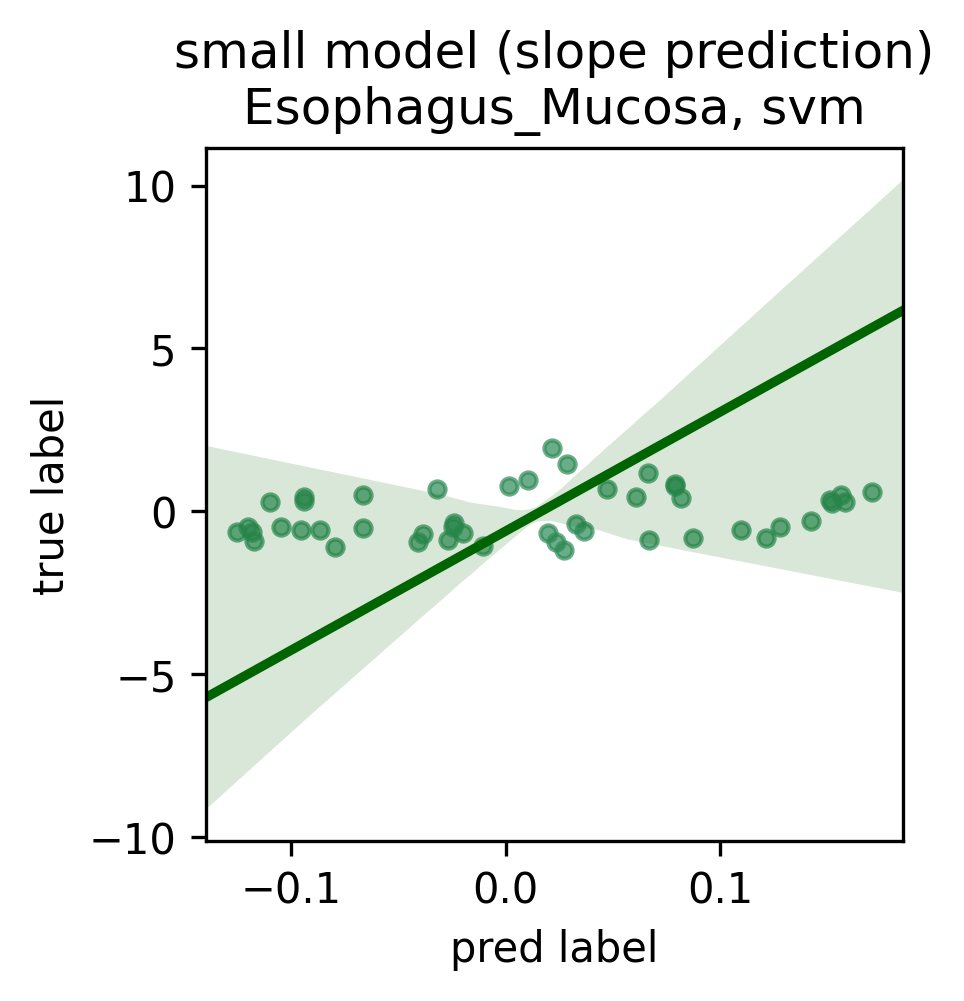 small model (slope prediction)
Esophagus_Mucosa, svm
10
5
0
−5
−10
true label
−0.1
0.0
0.1
pred label